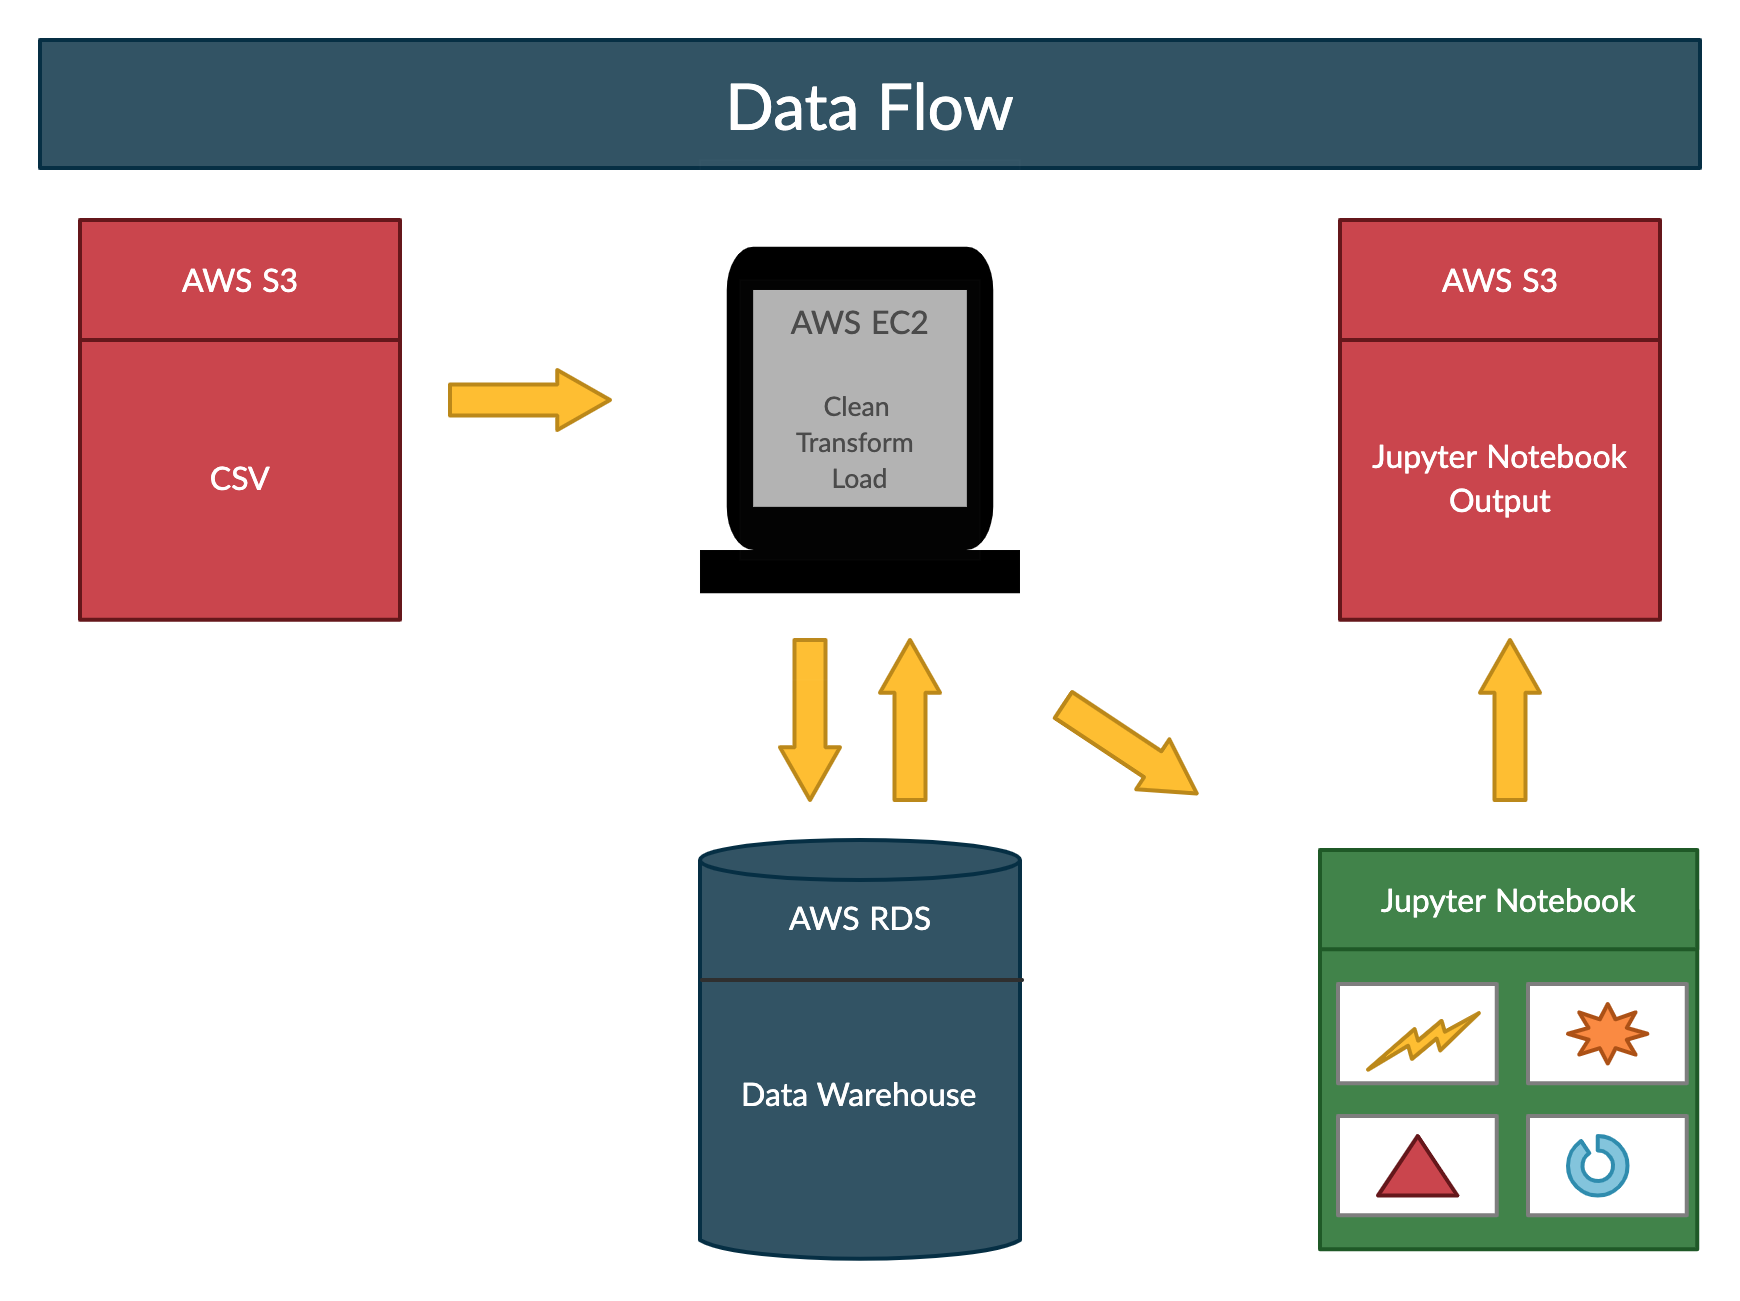 Data Flow
AWS S3
CSV
AWS EC2
Clean
Transform
Load
AWS S3
Jupyter Notebook
Output
AWS RDS
Data Warehouse
Jupyter Notebook